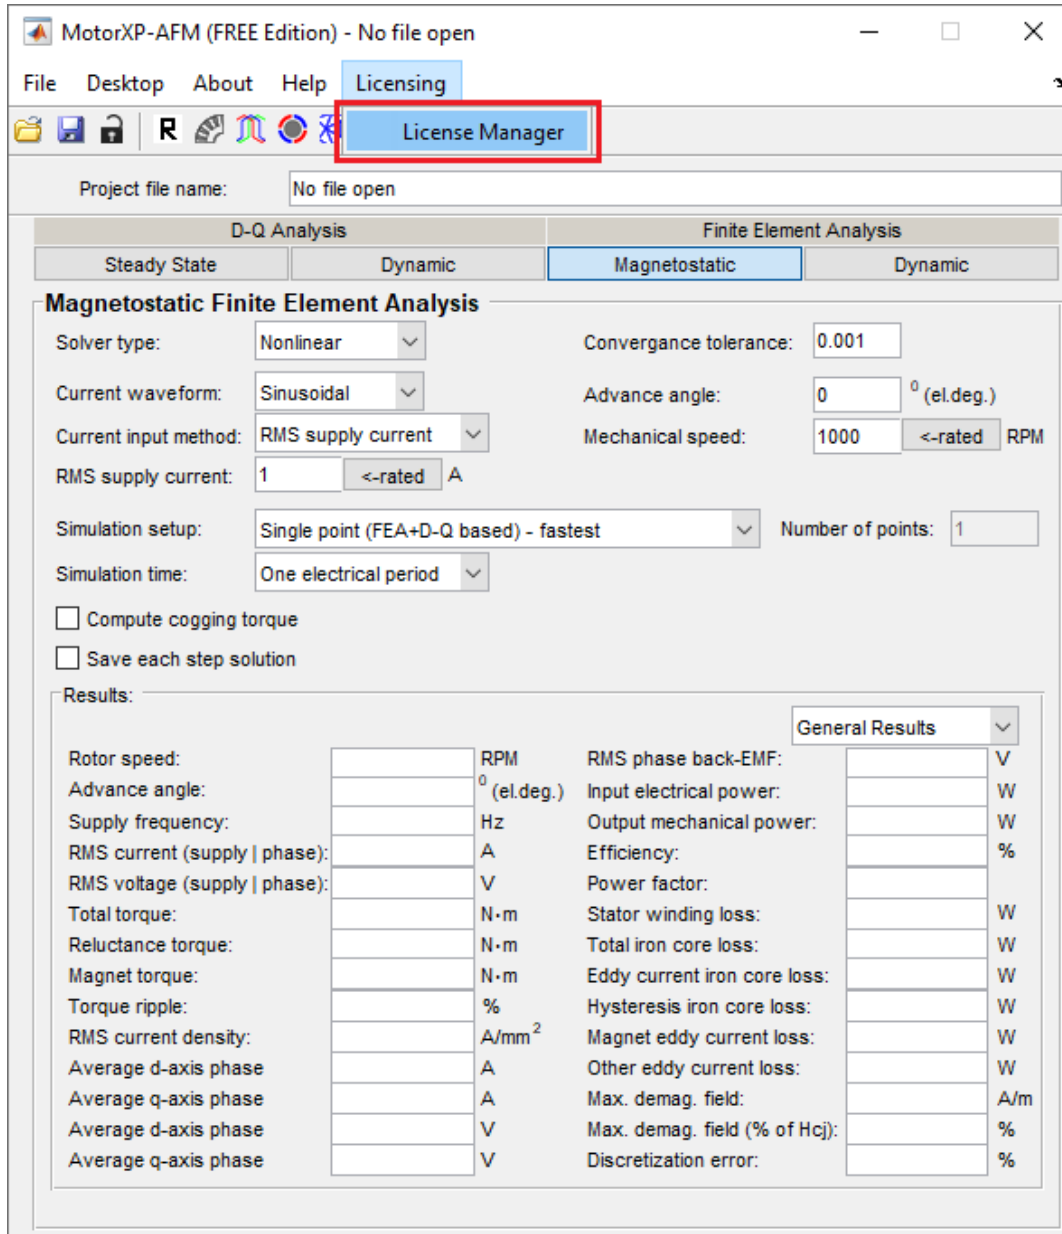 MotorXP-AFM (FREE Edition) - No file open
File Desktop About Help Licensing
R License Manager
Project file name: No file open
D-Q Analysis Finite Element Analysis
Steady State Dynamic Magnetostatic Dynamic
Magnetostatic Finite Element Analysis
Solver type: Nonlinear Convergance tolerance: 0.001
Current waveform: Sinusoidal Advance angle: 0 ⁰ (el.deg.)
Current input method: RMS supply current Mechanical speed: 1000 <-rated RPM
RMS supply current: 1 <-rated A
Simulation setup: Single point (FEA+D-Q based) - fastest Number of points: 1
Simulation time: One electrical period
Compute cogging torque
Save each step solution
Results:
General Results
Rotor speed: RPM RMS phase back-EMF: V
Advance angle: ⁰ (el.deg.) Input electrical power: W
Supply frequency: Hz Output mechanical power: W
RMS current (supply | phase): A Efficiency: %
RMS voltage (supply | phase): V Power factor:
Total torque: N·m Stator winding loss: W
Reluctance torque: N·m Total iron core loss: W
Magnet torque: N·m Eddy current iron core loss: W
Torque ripple: % Hysteresis iron core loss: W
RMS current density: A/mm² Magnet eddy current loss: W
Average d-axis phase A Other eddy current loss: W
Average q-axis phase A Max. demag. field: A/m
Average d-axis phase V Max. demag. field (% of Hcj): %
Average q-axis phase V Discretization error: %